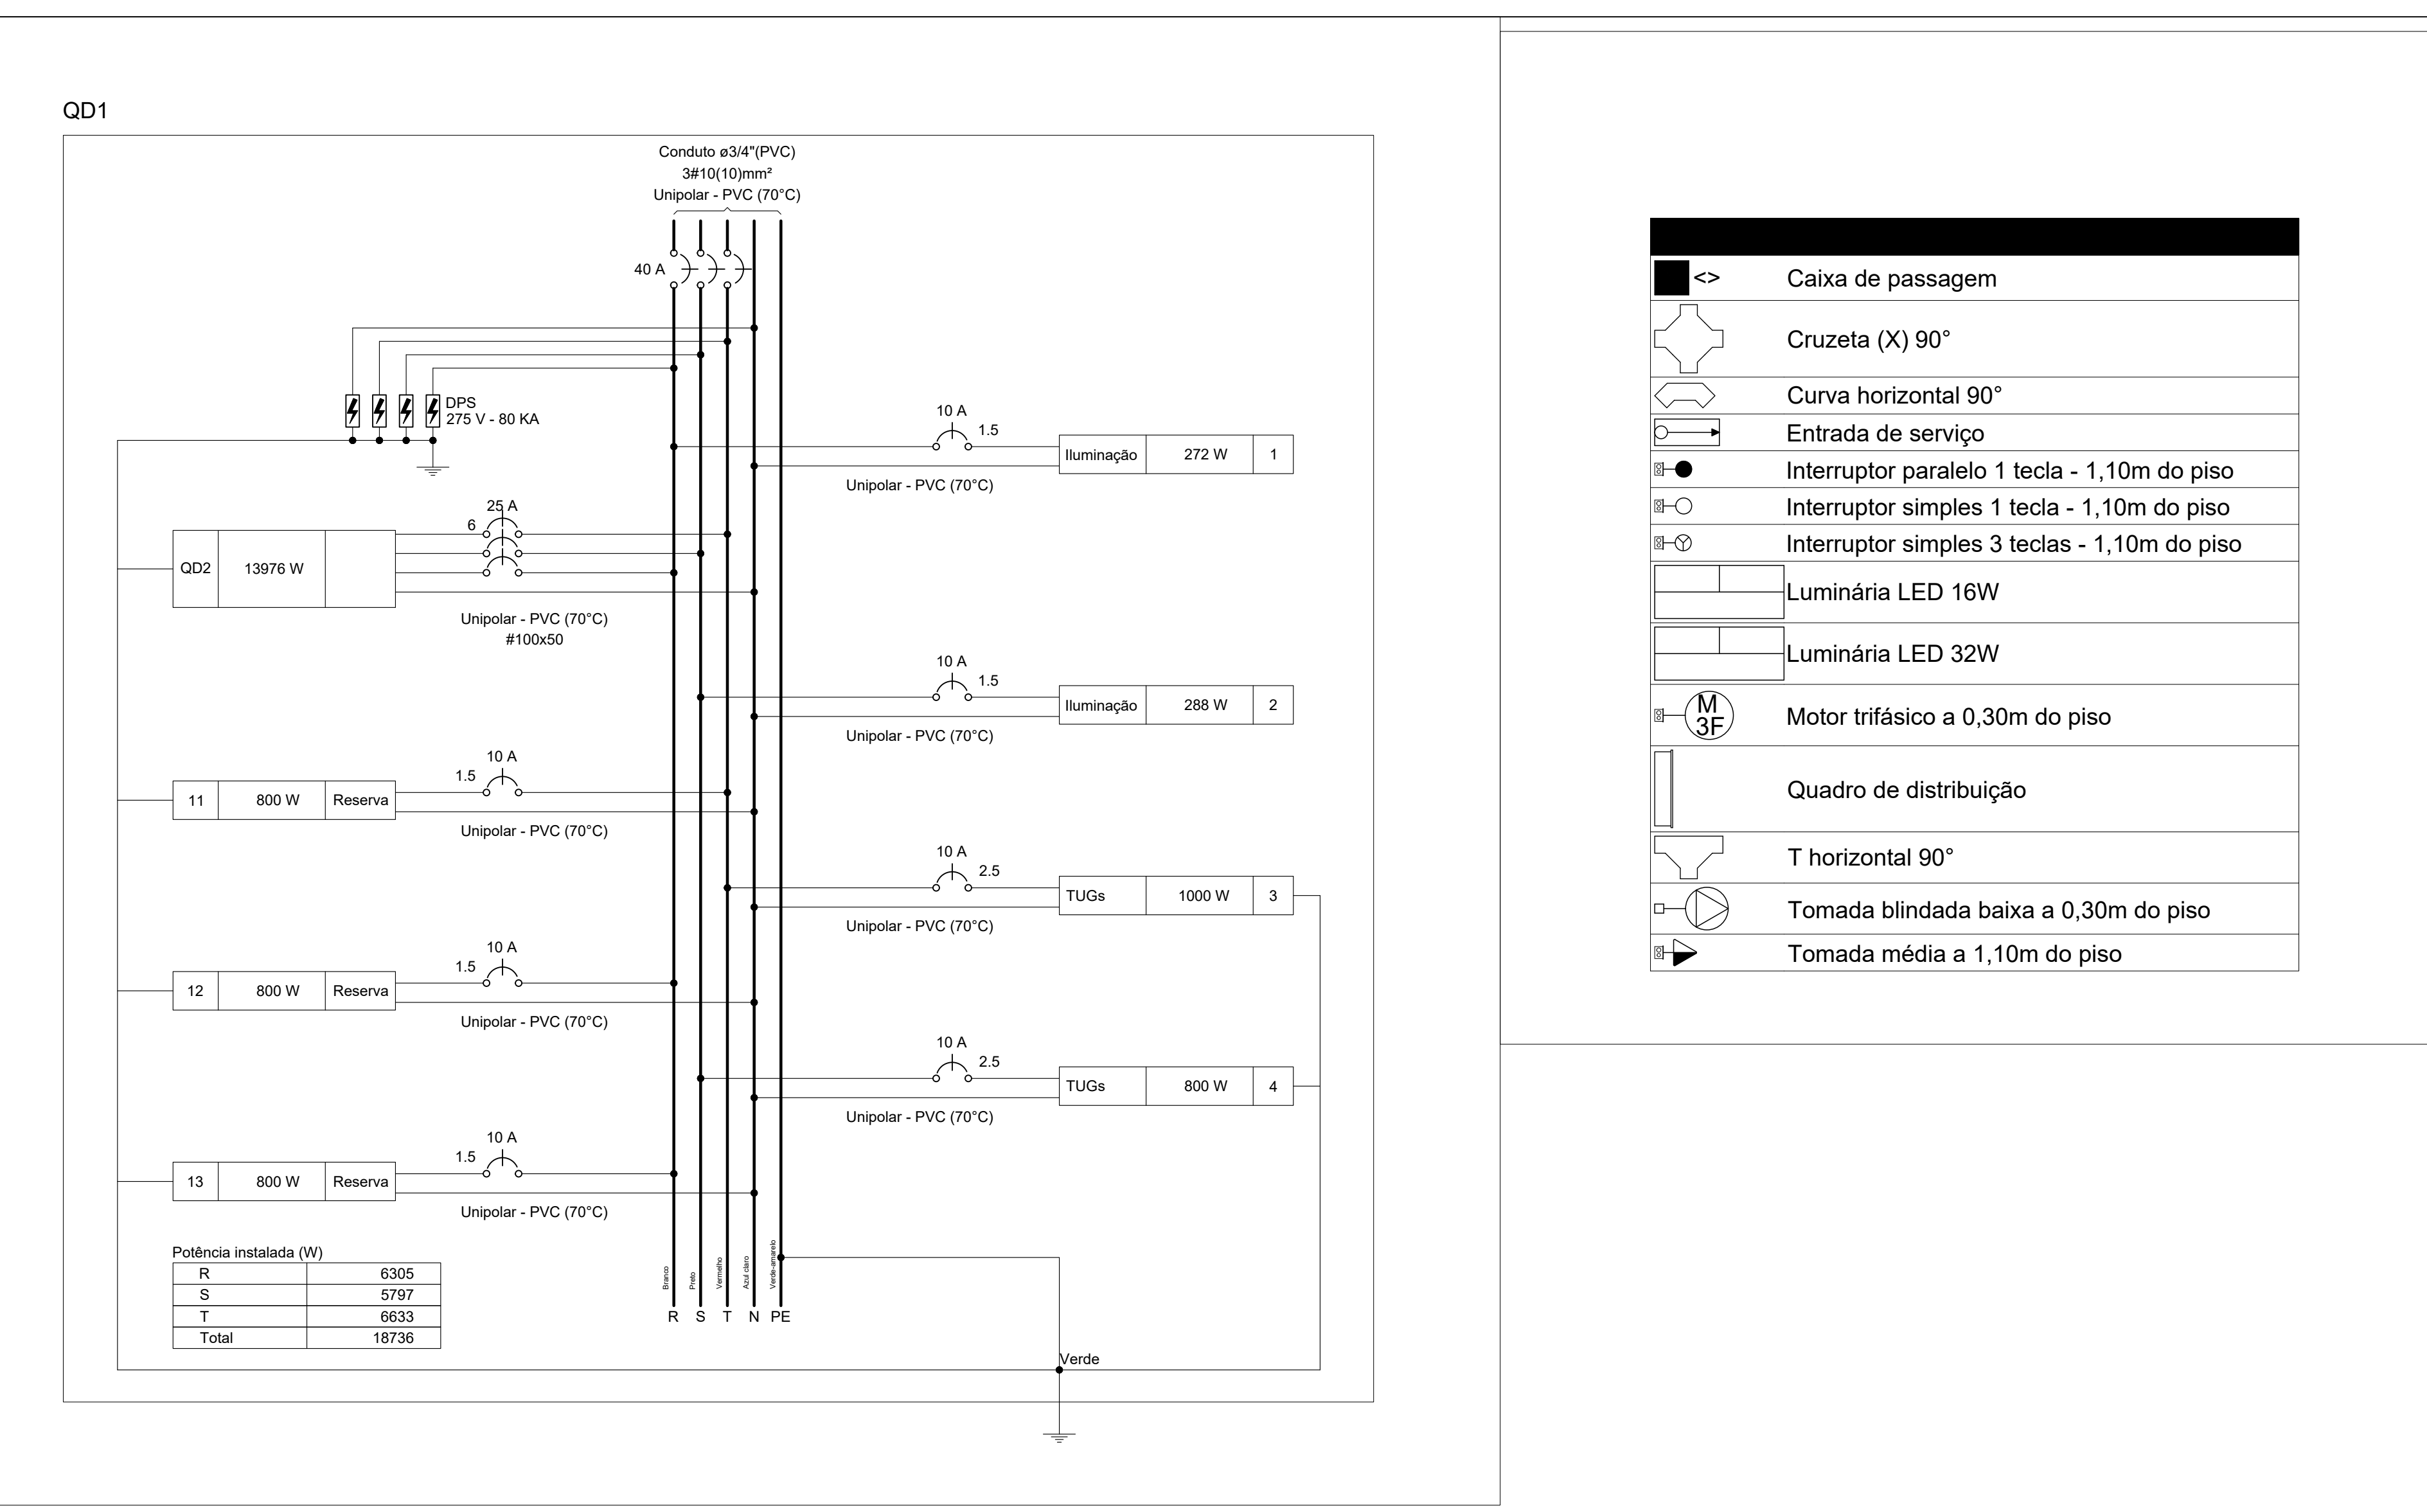 QD1
Conduto ø3/4"(PVC)
3#10(10)mm²
Unipolar - PVC (70°C)
40 A
DPS
275 V - 80 KA
10 A
1.5
Iluminação 272 W 1
Unipolar - PVC (70°C)
25 A
6
QD2 13976 W
Unipolar - PVC (70°C)
#100x50
10 A
1.5
Iluminação 288 W 2
Unipolar - PVC (70°C)
10 A
1.5
11 800 W Reserva
Unipolar - PVC (70°C)
10 A
2.5
TUGs 1000 W 3
Unipolar - PVC (70°C)
10 A
1.5
12 800 W Reserva
Unipolar - PVC (70°C)
10 A
2.5
TUGs 800 W 4
Unipolar - PVC (70°C)
10 A
1.5
13 800 W Reserva
Unipolar - PVC (70°C)
Potência instalada (W)
R 6305
S 5797
T 6633
Total 18736
Branco
Preto
Vermelho
Azul claro
Verde-amarelo
R S T N PE
Verde
<> Caixa de passagem
Cruzeta (X) 90°
Curva horizontal 90°
Entrada de serviço
Interruptor paralelo 1 tecla - 1,10m do piso
Interruptor simples 1 tecla - 1,10m do piso
Interruptor simples 3 teclas - 1,10m do piso
Luminária LED 16W
Luminária LED 32W
M
3F
Motor trifásico a 0,30m do piso
Quadro de distribuição
T horizontal 90°
Tomada blindada baixa a 0,30m do piso
Tomada média a 1,10m do piso